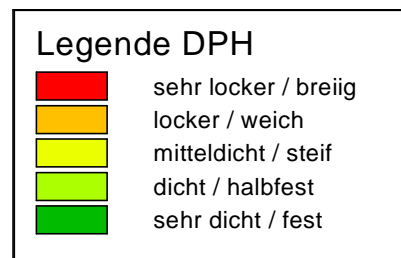 Legende DPH
sehr locker / breiig
locker / weich
mitteldicht / steif
dicht / halbfest
sehr dicht / fest